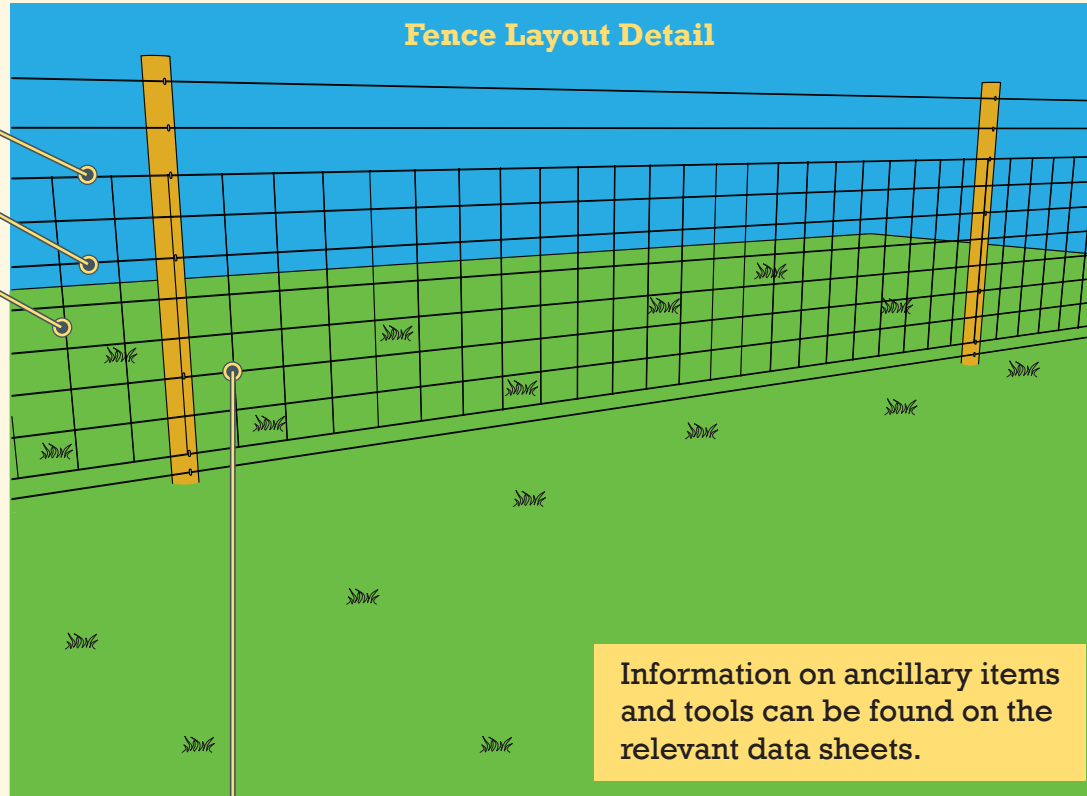 Fence Layout Detail
Information on ancillary items
and tools can be found on the
relevant data sheets.